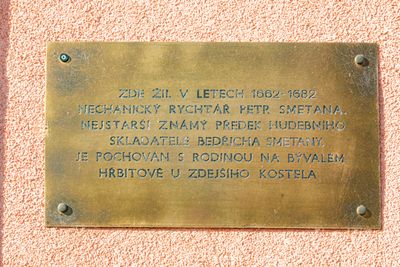 ZDE ŽIL V LETECH 1662-1682
NECHANICKÝ RYCHTÁŘ PETR SMETANA,
NEJSTARŠÍ ZNÁMÝ PŘEDEK HUDEBNÍHO
SKLADATELE BEDŘICHA SMETANY.
JE POCHOVÁN S RODINOU NA BÝVALÉM
HŘBITOVĚ U ZDEJŠÍHO KOSTELA